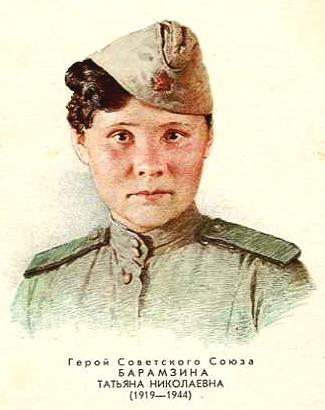 Герой Советского Союза
БАРАМЗИНА
ТАТЬЯНА НИКОЛАЕВНА
(1919—1944)